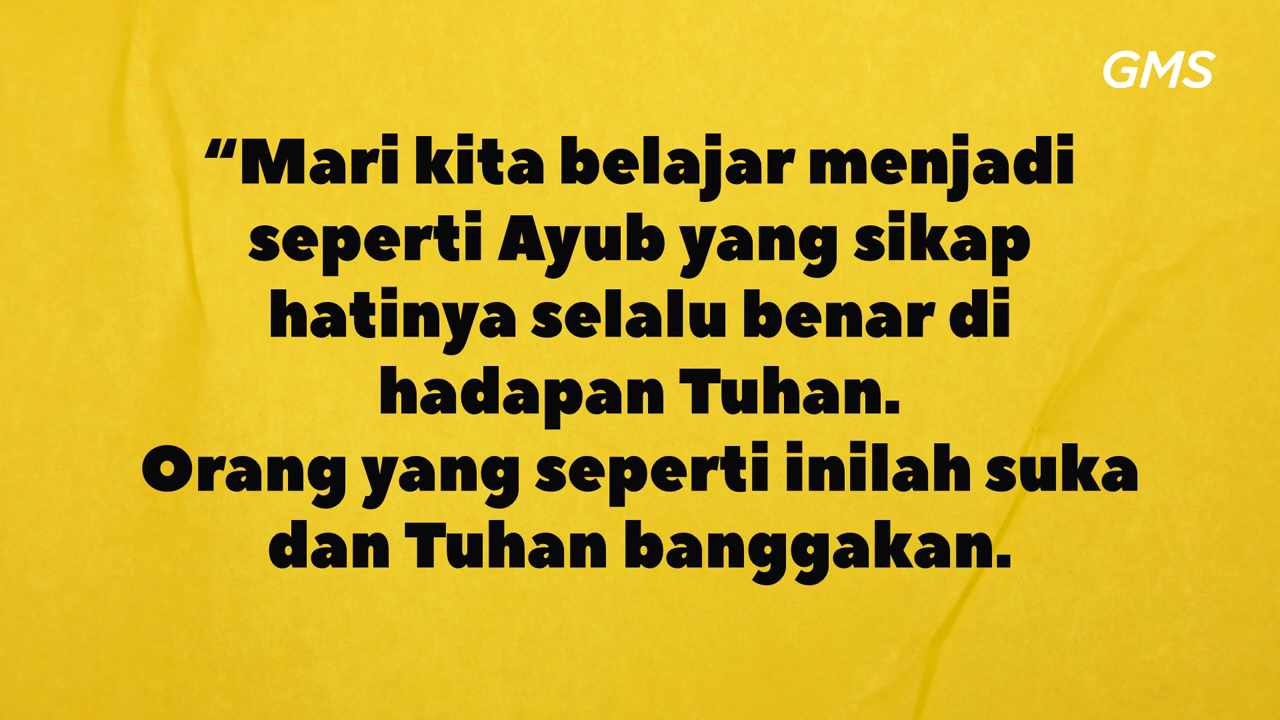 GMS
“Mari kita belajar menjadi
seperti Ayub yang sikap
hatinya selalu benar di
hadapan Tuhan.
Orang yang seperti inilah suka
dan Tuhan banggakan.